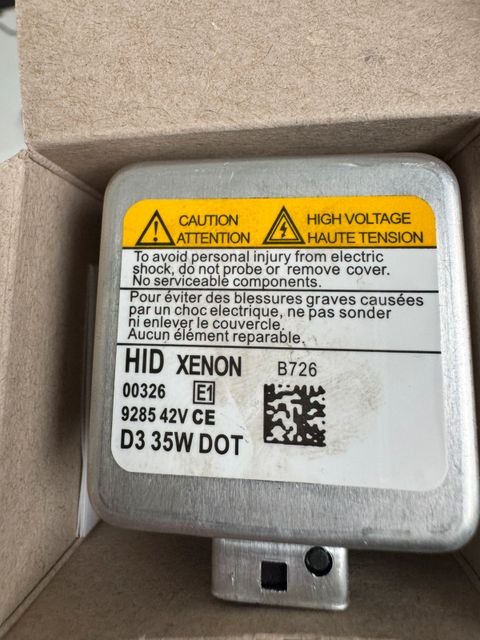 CAUTION HIGH VOLTAGE
ATTENTION HAUTE TENSION
To avoid personal injury from electric
shock, do not probe or remove cover.
No serviceable components.
Pour éviter des blessures graves causées
par un choc electrique, ne pas sonder
ni enlever le couvercle.
Aucun élément reparable.
HID XENON B726
00326 E1
9285 42V CE
D3 35W DOT